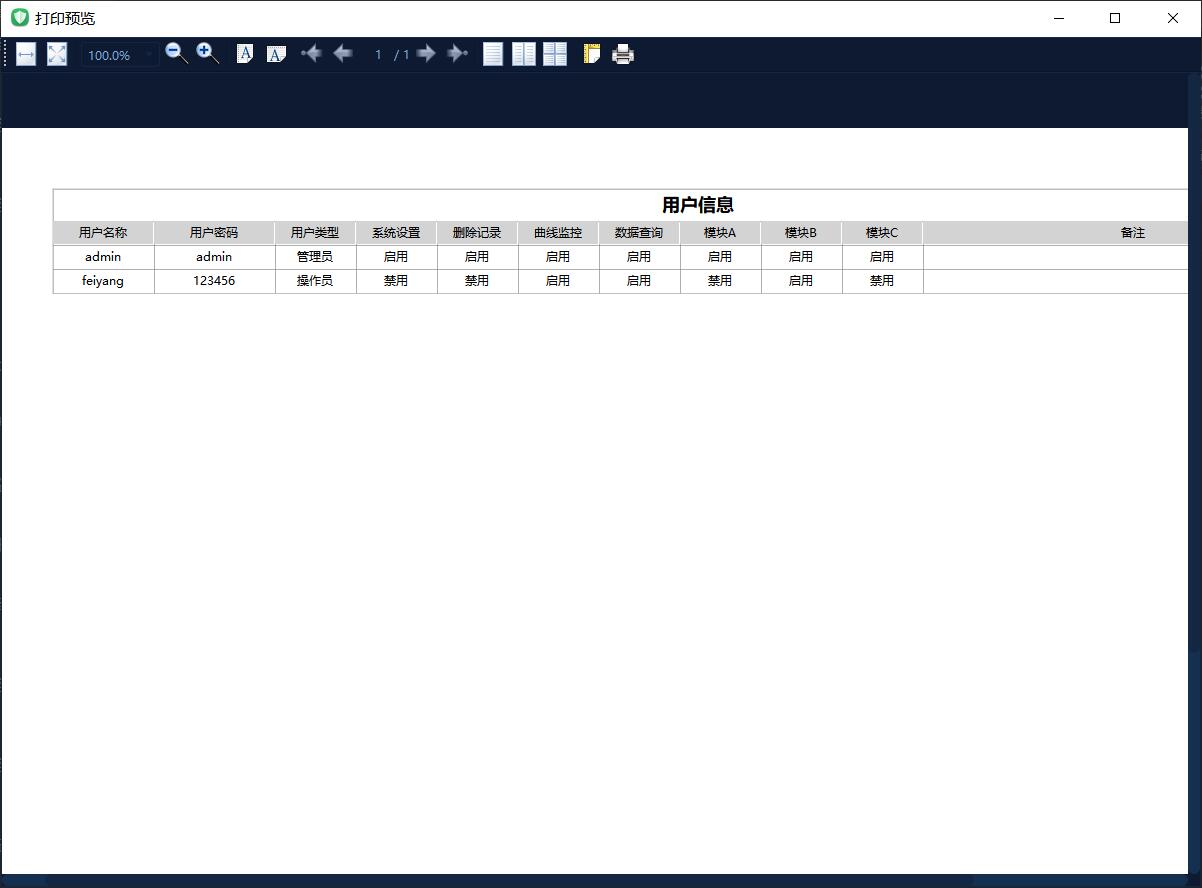 打印预览
100.0% 1 / 1
用户信息
用户名称 用户密码 用户类型 系统设置 删除记录 曲线监控 数据查询 模块A 模块B 模块C 备注
admin admin 管理员 启用 启用 启用 启用 启用 启用 启用
feiyang 123456 操作员 禁用 禁用 启用 启用 禁用 启用 禁用